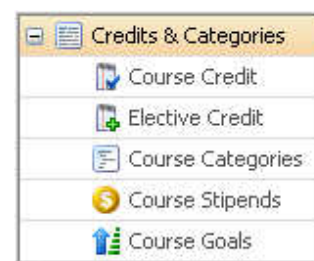 Credits & Categories
Course Credit
Elective Credit
Course Categories
Course Stipends
Course Goals